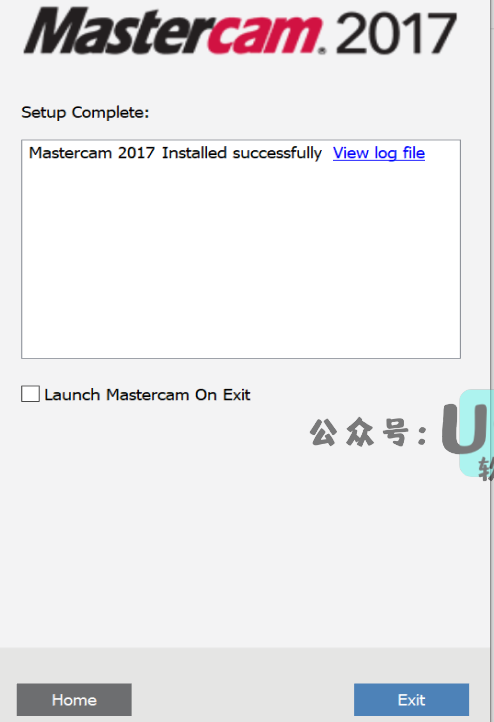 Mastercam. 2017
Setup Complete:
Mastercam 2017 Installed successfully View log file
Launch Mastercam On Exit
公众号：U
软
Home
Exit